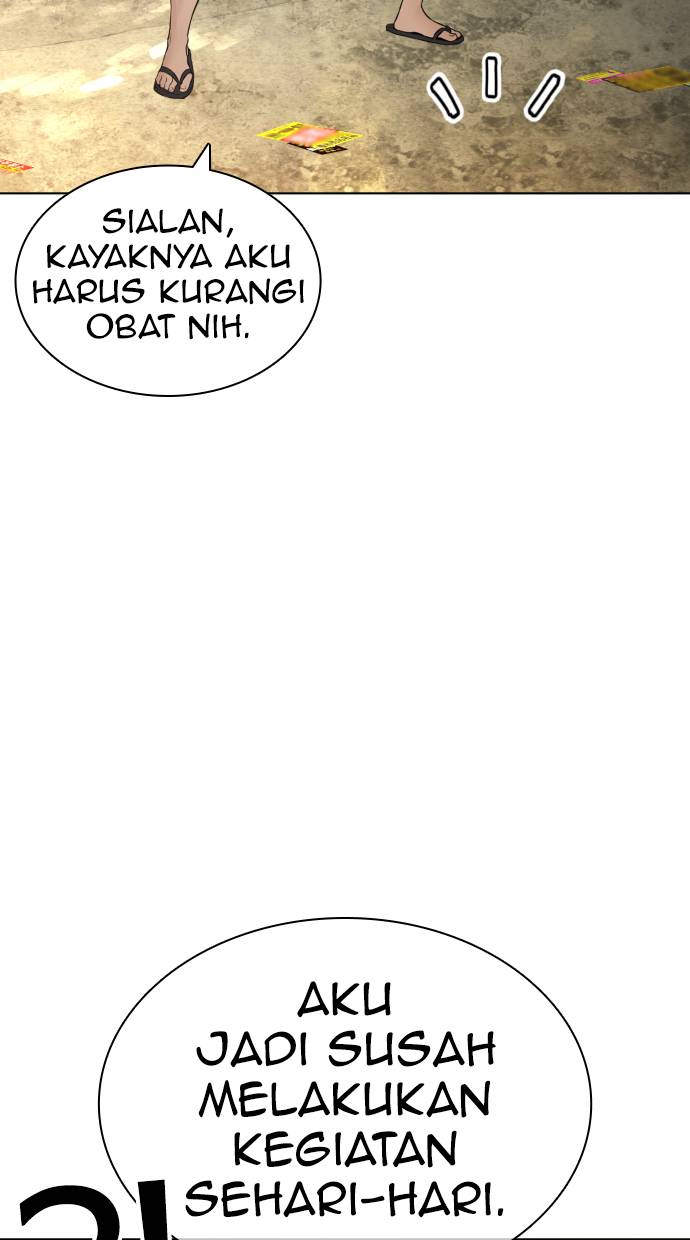 SIALAN,
KAYAKNYA AKU
HARUS KURANGI
OBAT NIH.
AKU
JADI SUSAH
MELAKUKAN
KEGIATAN
SEHARI-HARI.
?!